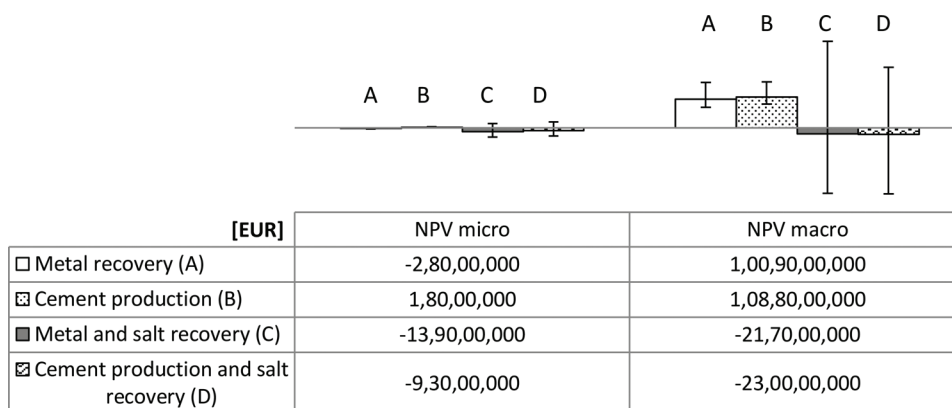 A B C D
A B C D
[EUR] NPV micro NPV macro
Metal recovery (A) -2,80,00,000 1,00,90,00,000
Cement production (B) 1,80,00,000 1,08,80,00,000
Metal and salt recovery (C) -13,90,00,000 -21,70,00,000
Cement production and salt
recovery (D) -9,30,00,000 -23,00,00,000